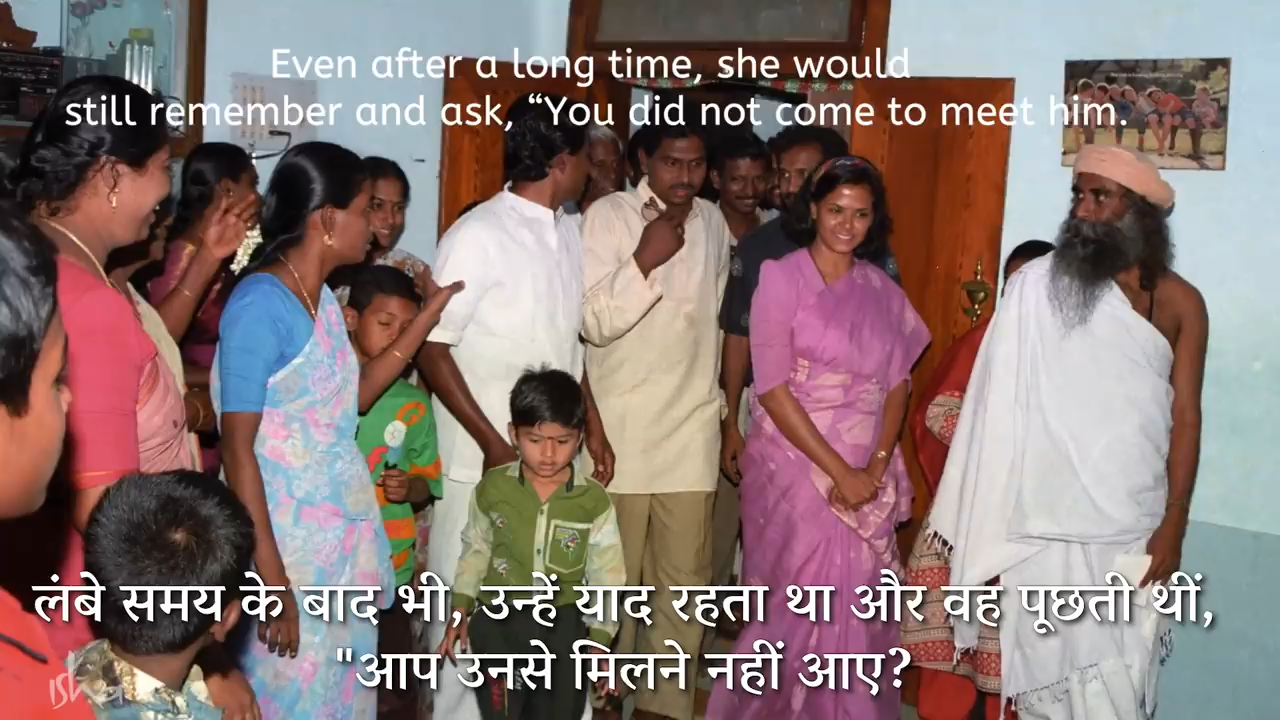 Even after a long time, she would
still remember and ask, “You did not come to meet him.
लंबे समय के बाद भी, उन्हें याद रहता था और वह पूछती थीं,
"आप उनसे मिलने नहीं आए?
isha